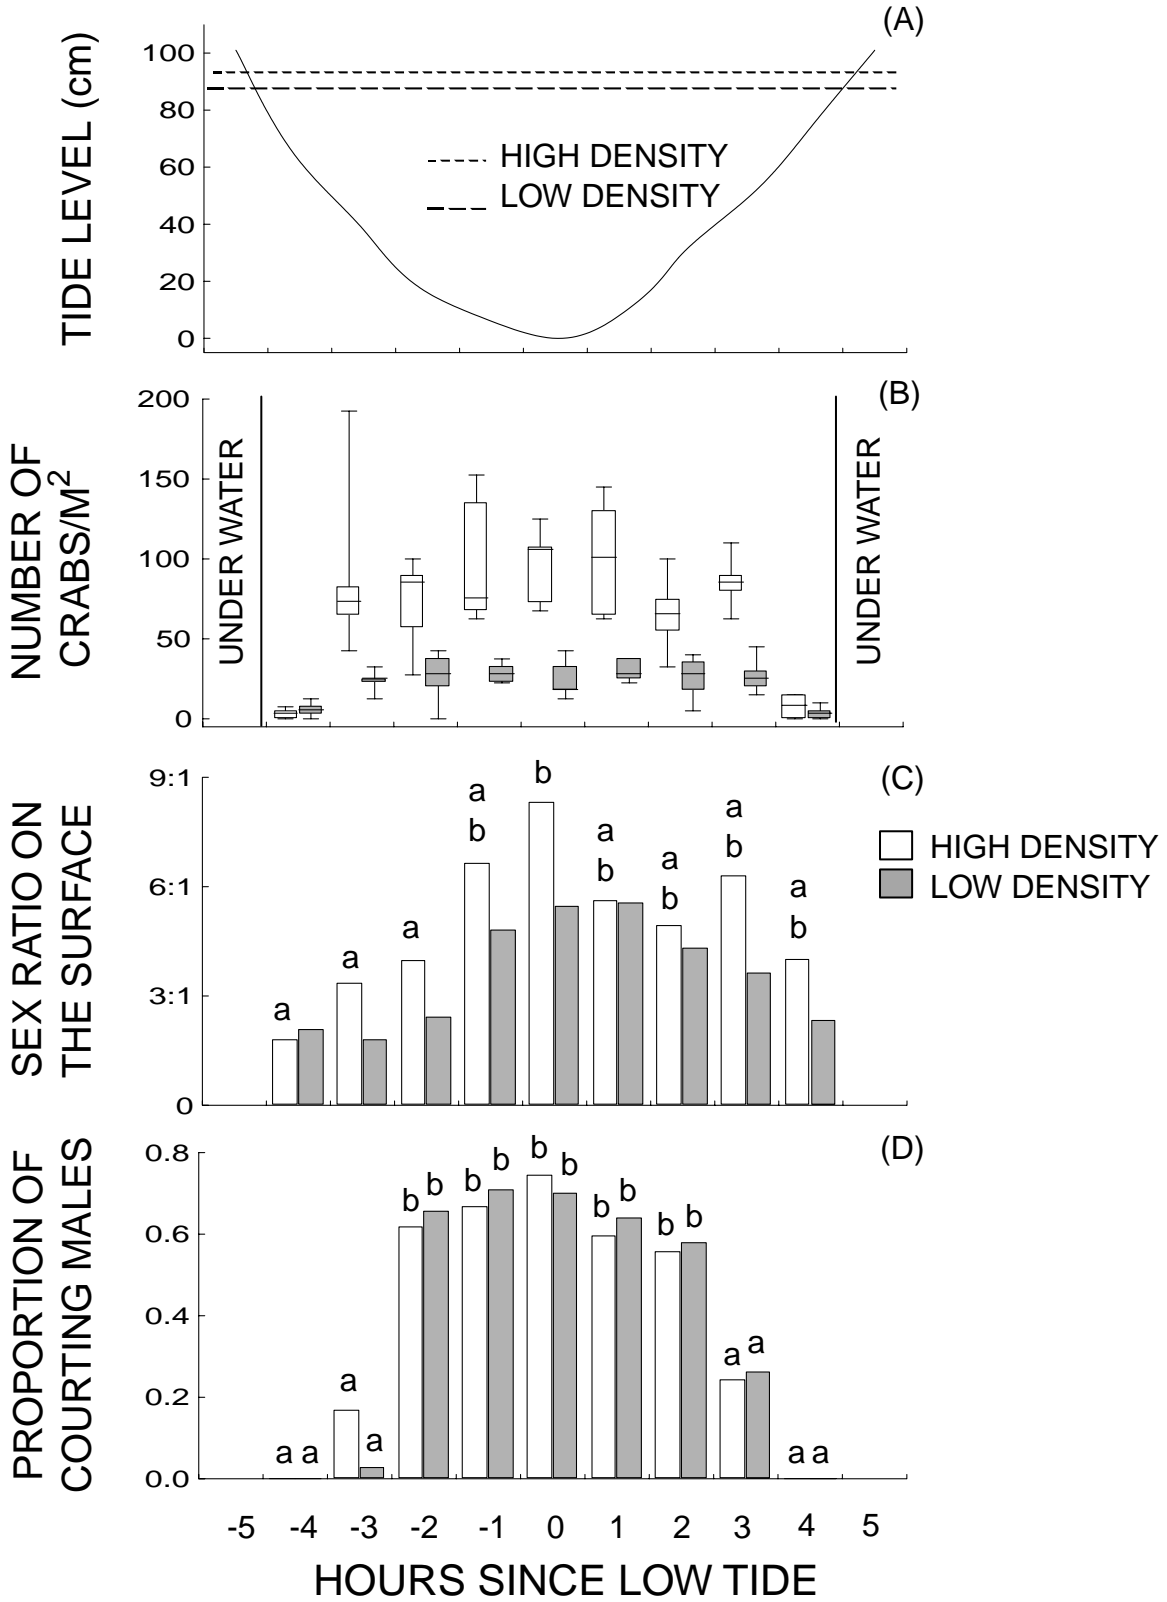 (A)
TIDE LEVEL (cm)
100
80
60
40
20
0
HIGH DENSITY
LOW DENSITY
(B)
NUMBER OF
CRABS/M2
200
150
100
50
0
UNDER WATER
UNDER WATER
(C)
SEX RATIO ON
THE SURFACE
9:1
6:1
3:1
0
a
a
a
a
b
b
a
b
a
b
a
b
a
b
HIGH DENSITY
LOW DENSITY
(D)
PROPORTION OF
COURTING MALES
0.8
0.6
0.4
0.2
0.0
a a
a
a
b b
b b
b b
b b
b b
a a
a a
-5 -4 -3 -2 -1 0 1 2 3 4 5
HOURS SINCE LOW TIDE